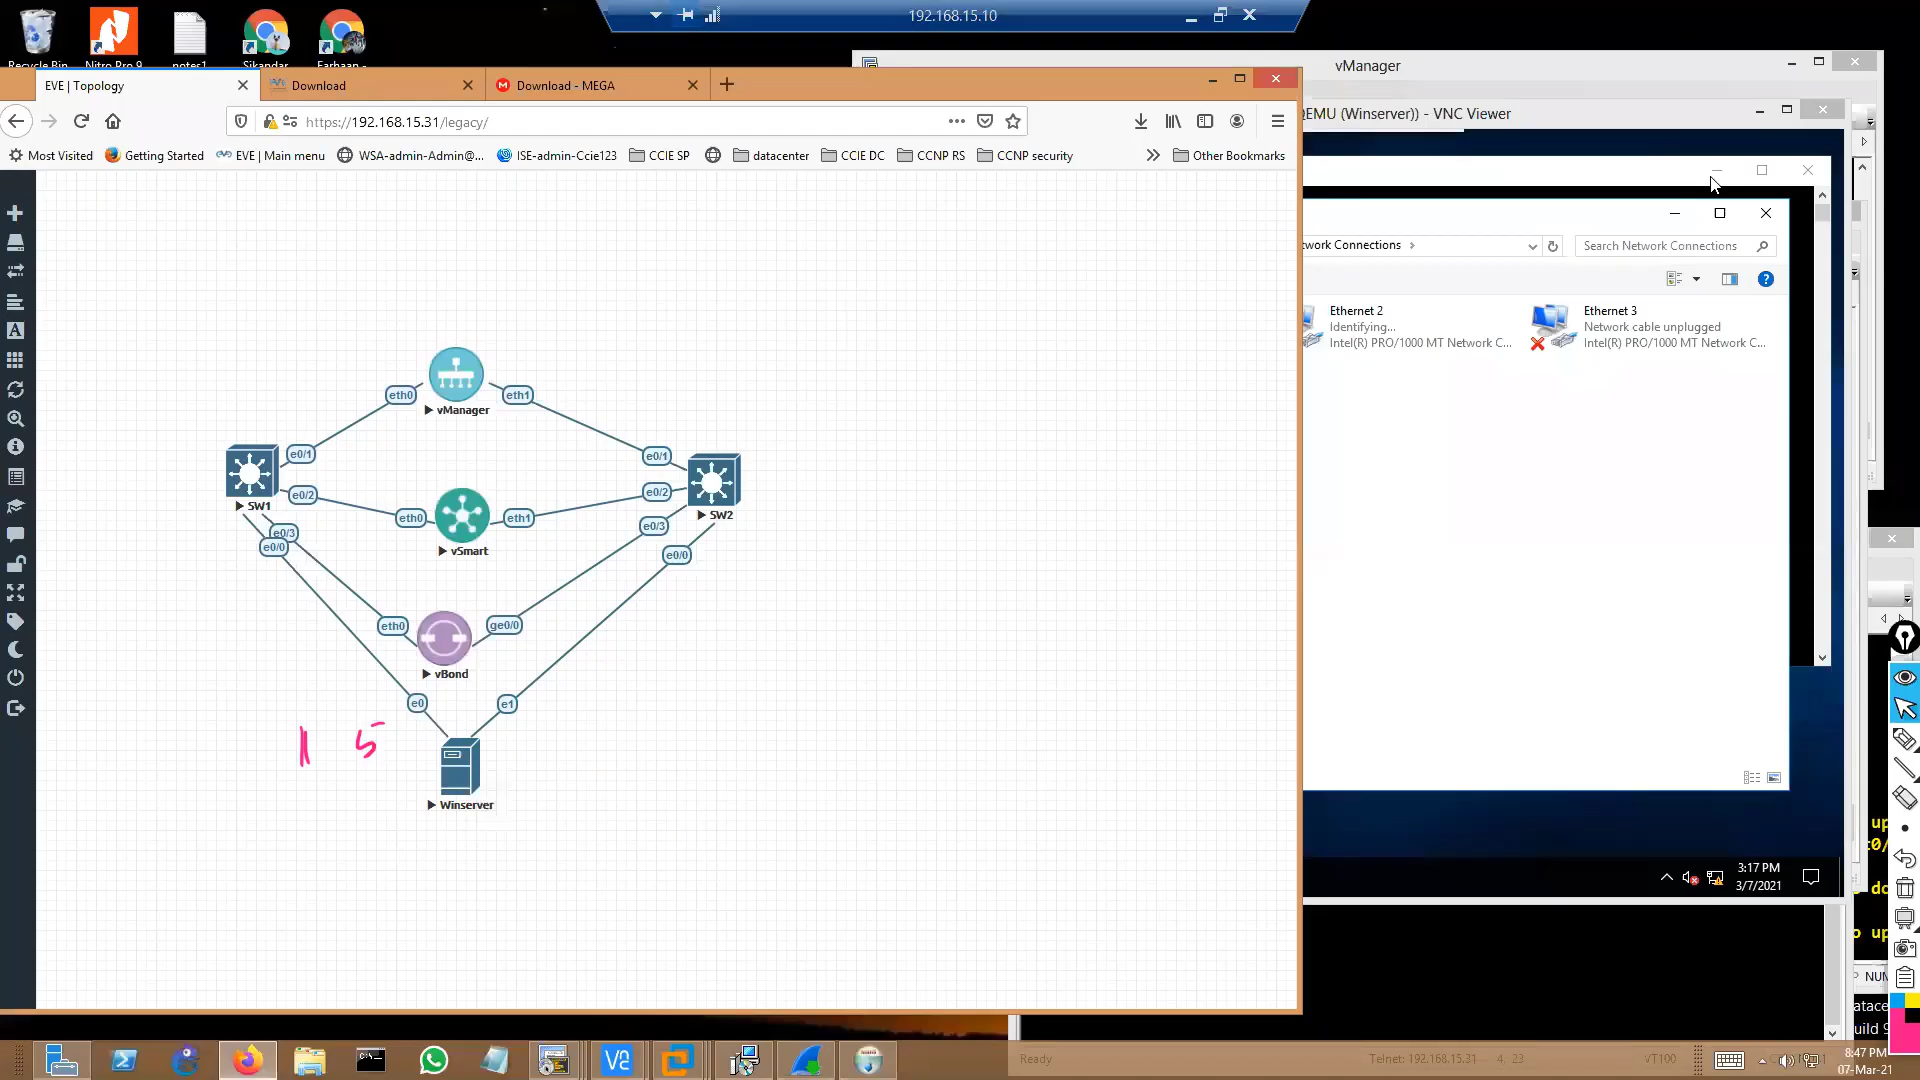 192.168.15.10
Recycle Bin
Nitro Pro 9
notes1
Sikandar
Farhaan -
vManager
EVE | Topology
Download
Download - MEGA
https://192.168.15.31/legacy/
EMU (Winserver)) - VNC Viewer
Most Visited
Getting Started
EVE | Main menu
WSA-admin-Admin@...
ISE-admin-Ccie123
CCIE SP
datacenter
CCIE DC
CCNP RS
CCNP security
Other Bookmarks
work Connections
Search Network Connections
Ethernet 2
Identifying...
Intel(R) PRO/1000 MT Network C...
Ethernet 3
Network cable unplugged
Intel(R) PRO/1000 MT Network C...
eth0
eth1
vManager
e0/1
e0/1
SW1
e0/2
e0/2
SW2
eth0
eth1
vSmart
e0/3
e0/0
e0/3
e0/0
eth0
ge0/0
vBond
e0
e1
5
Winserver
3:17 PM
3/7/2021
NUM
Ready
Telnet: 192.168.15.31
4, 23
VT100
8:47 PM
07-Mar-21